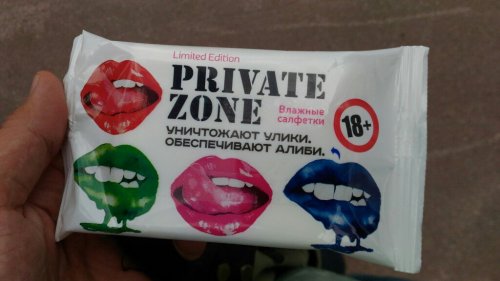 Limited Edition
PRIVATE
ZONE
Влажные
салфетки
18+
УНИЧТОЖАЮТ УЛИКИ.
ОБЕСПЕЧИВАЮТ АЛИБИ.